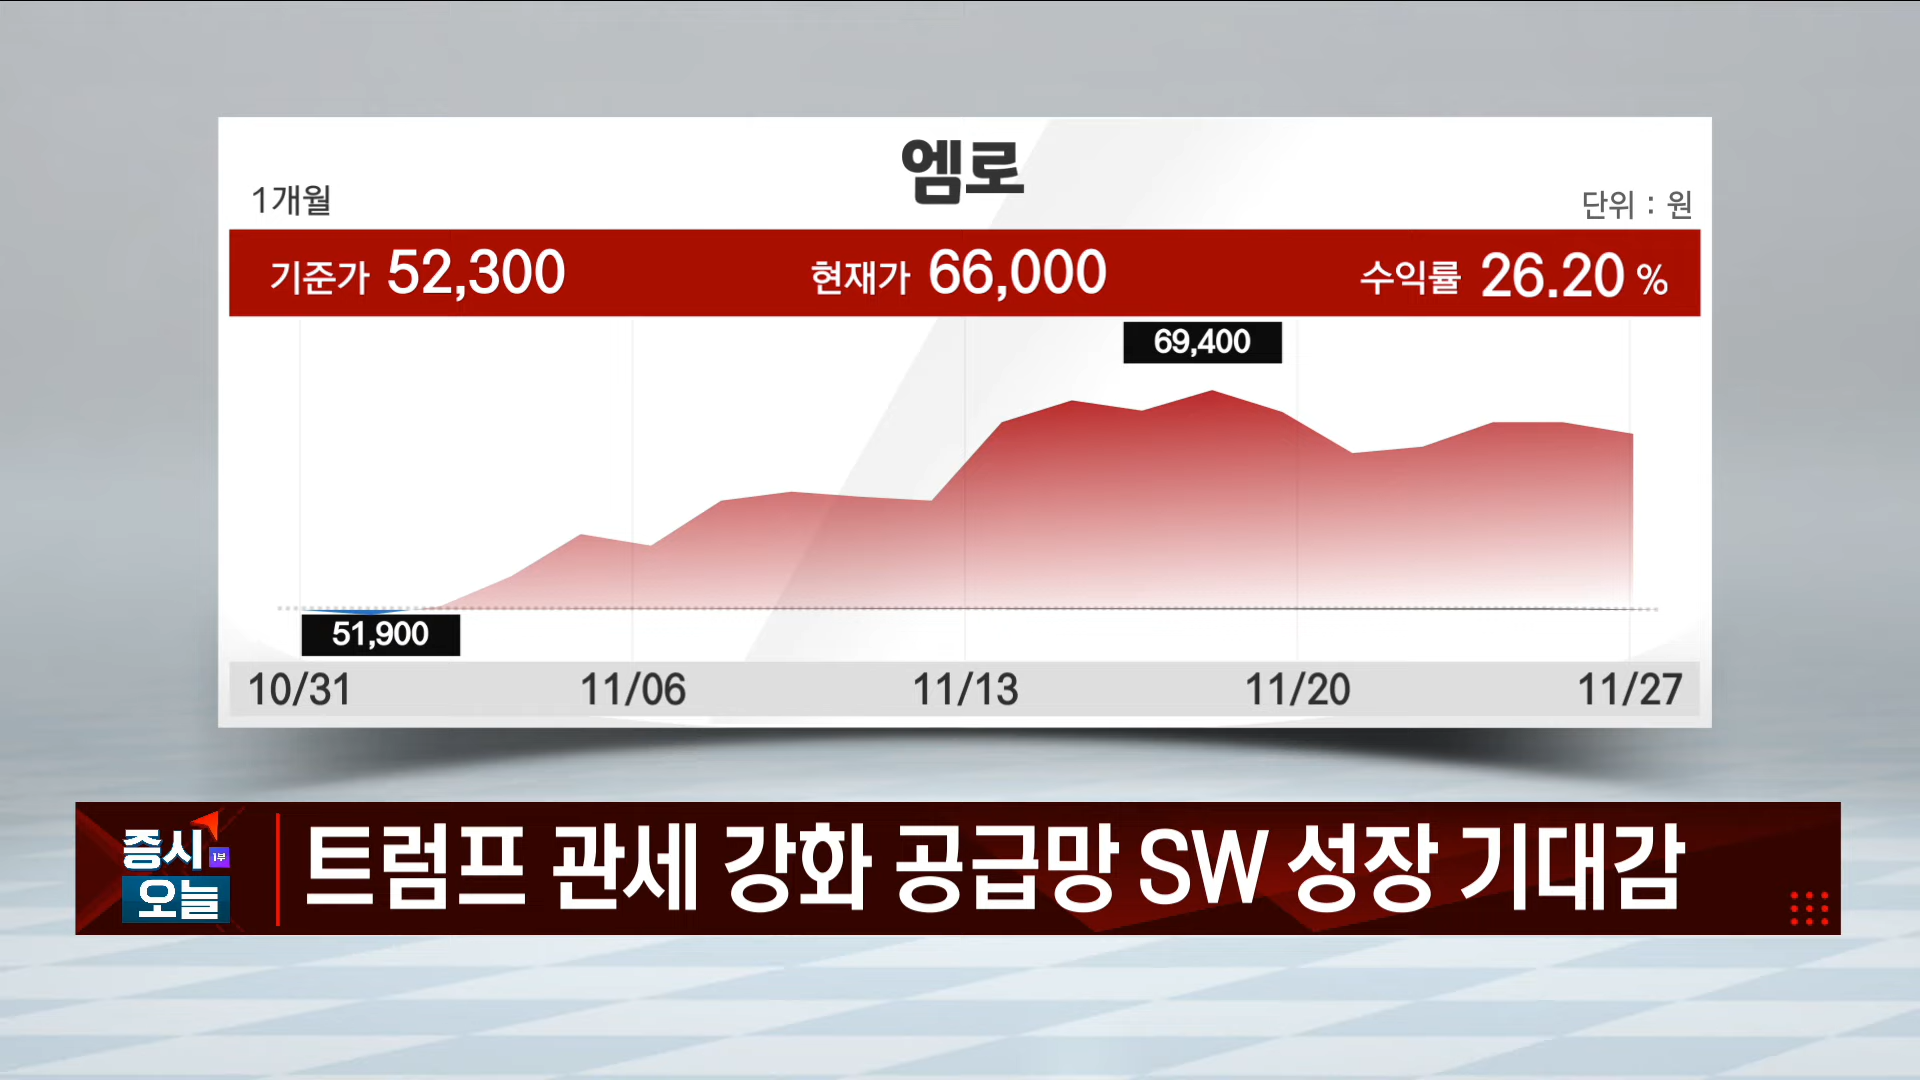 엠로
1개월
단위 : 원
기준가 52,300 현재가 66,000 수익률 26.20 %
69,400
51,900
10/31 11/06 11/13 11/20 11/27
증시 1부
오늘
트럼프 관세 강화 공급망 SW 성장 기대감